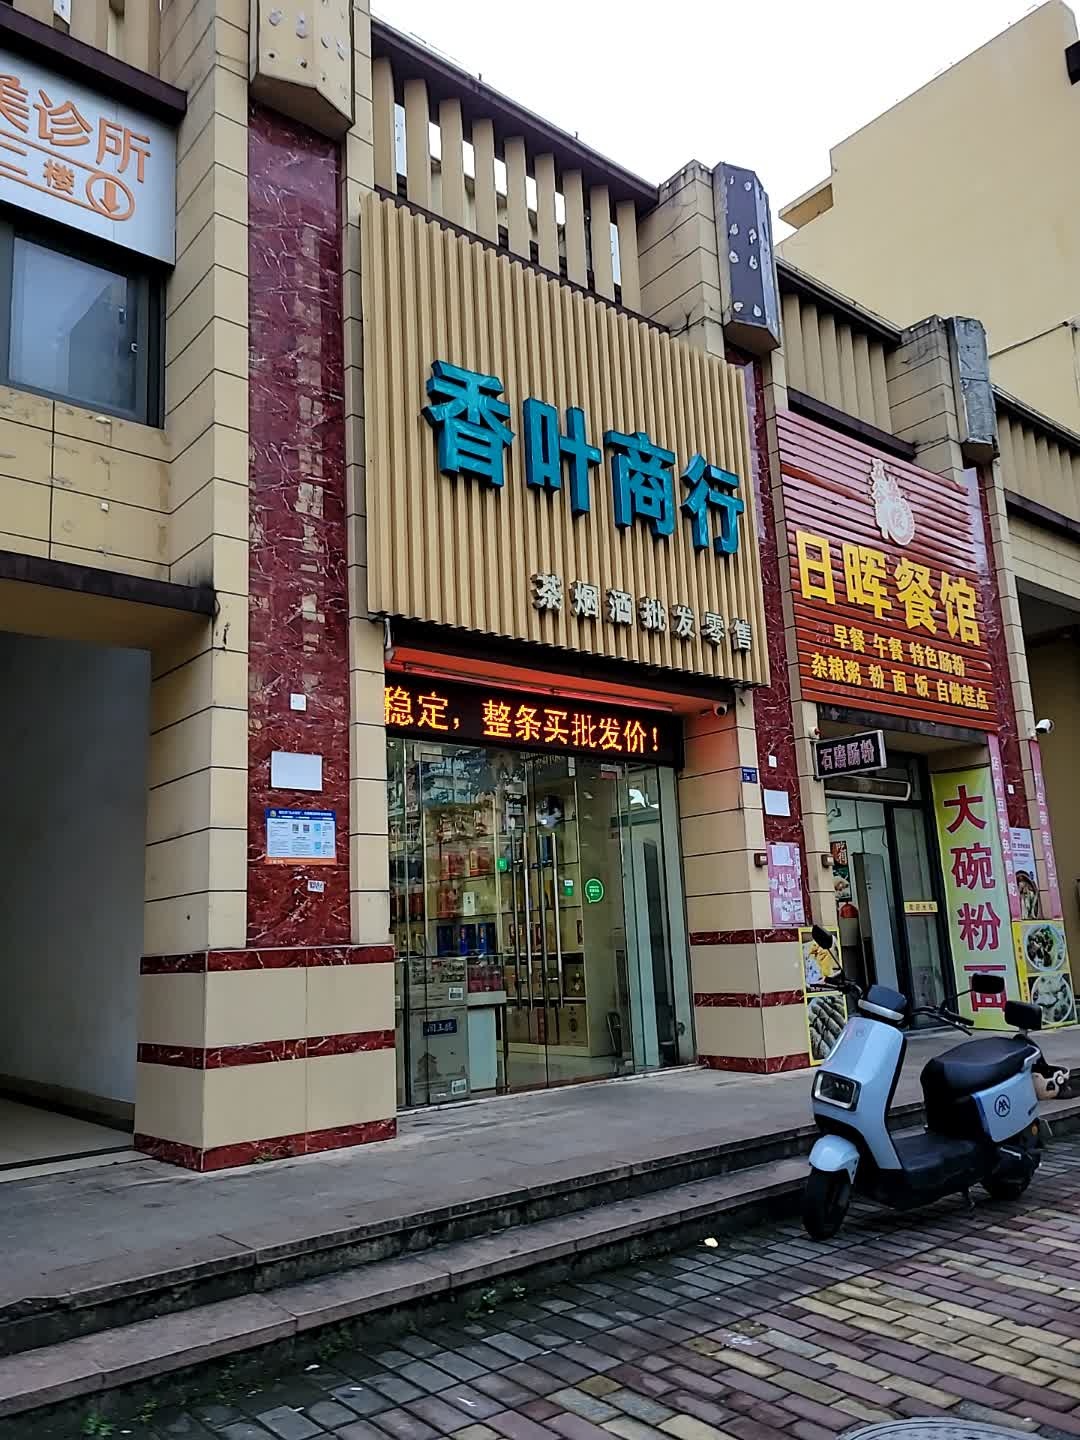 美诊所
二楼
香叶商行
茶烟酒批发零售
稳定，整条买批发价！
日晖餐馆
早餐 午餐 特色肠粉
杂粮粥 粉 面 饭 自做糕点
石磨肠粉
大碗粉面